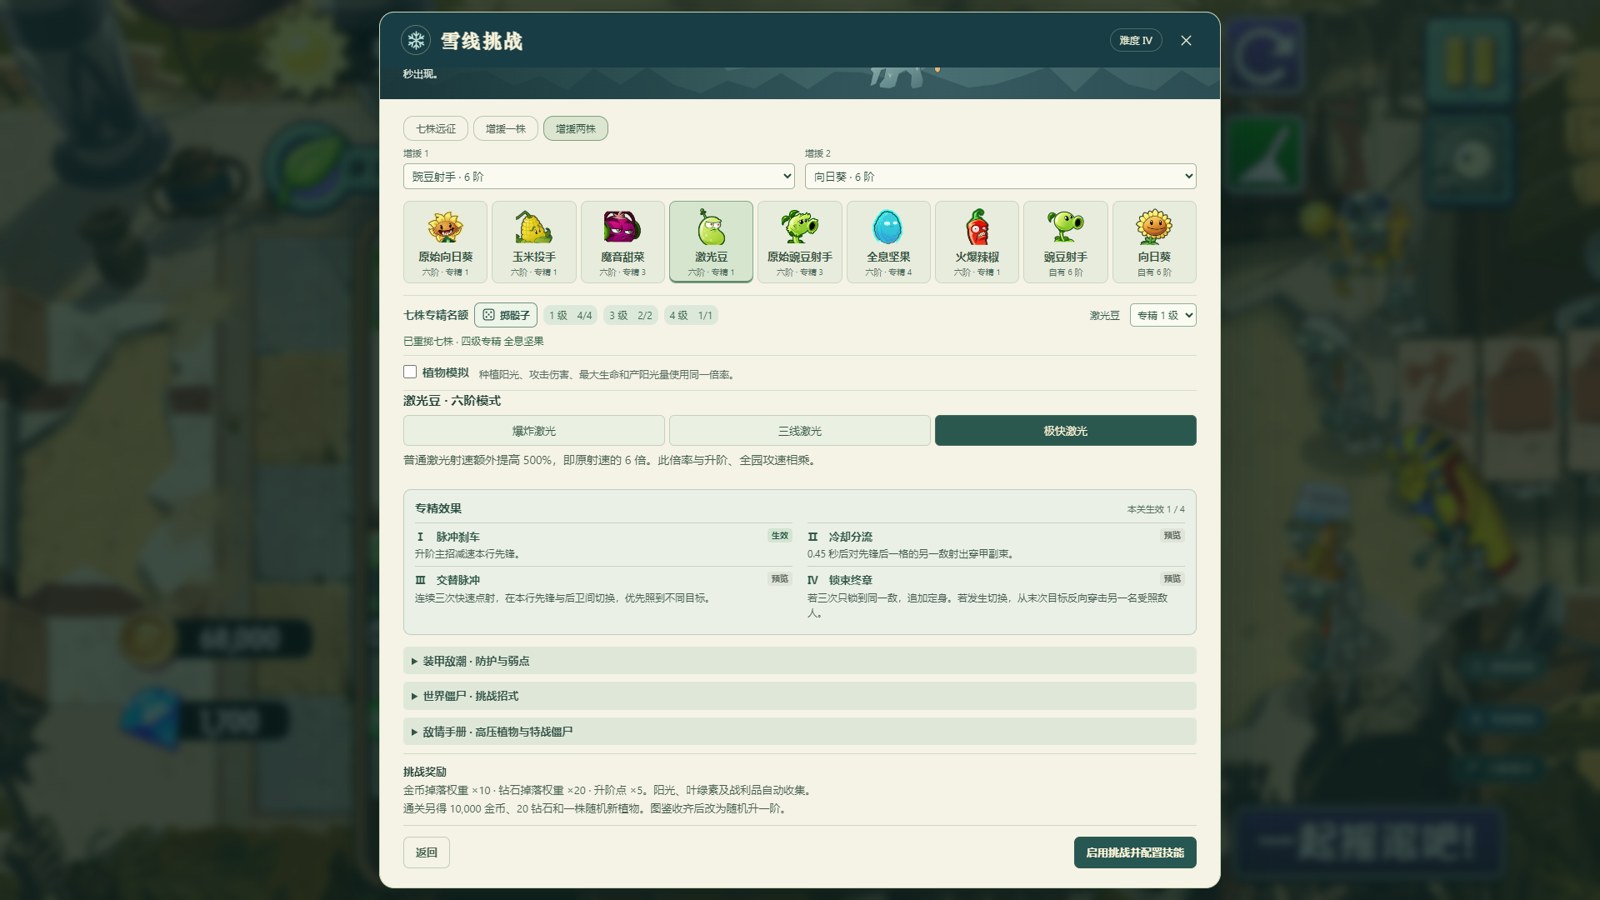 雪线挑战
难度 IV
秒出现。
七株远征
增援一株
增援两株
增援 1
增援 2
豌豆射手 · 6 阶
向日葵 · 6 阶
原始向日葵
六阶 · 专精 1
玉米投手
六阶 · 专精 1
魔音甜菜
六阶 · 专精 3
激光豆
六阶 · 专精 1
原始豌豆射手
六阶 · 专精 3
全息坚果
六阶 · 专精 4
火爆辣椒
六阶 · 专精 1
豌豆射手
自有 6 阶
向日葵
自有 6 阶
七株专精名额
掷骰子
1 级 4/4
3 级 2/2
4 级 1/1
激光豆
专精 1 级
已重掷七株 · 四级专精 全息坚果
植物模拟 种植阳光、攻击伤害、最大生命和产阳光量使用同一倍率。
激光豆 · 六阶模式
爆炸激光
三线激光
极快激光
普通激光射速额外提高 500%，即原射速的 6 倍。此倍率与升阶、全园攻速相乘。
专精效果
本关生效 1 / 4
I 脉冲刹车 生效
升阶主招减速本行先锋。
II 冷却分流 预览
0.45 秒后对先锋后一格的另一敌射出穿甲副束。
III 交替脉冲 预览
连续三次快速点射，在本行先锋与后卫间切换，优先照到不同目标。
IV 锁束终章 预览
若三次只锁到同一敌，追加定身。若发生切换，从末次目标反向穿击另一名受照敌
人。
装甲敌潮 · 防护与弱点
世界僵尸 · 挑战招式
敌情手册 · 高压植物与特战僵尸
挑战奖励
金币掉落权重 ×10 · 钻石掉落权重 ×20 · 升阶点 ×5。阳光、叶绿素及战利品自动收集。
通关另得 10,000 金币、20 钻石和一株随机新植物。图鉴收齐后改为随机升一阶。
返回
启用挑战并配置技能
68,000
1,700
一起摇滚吧！